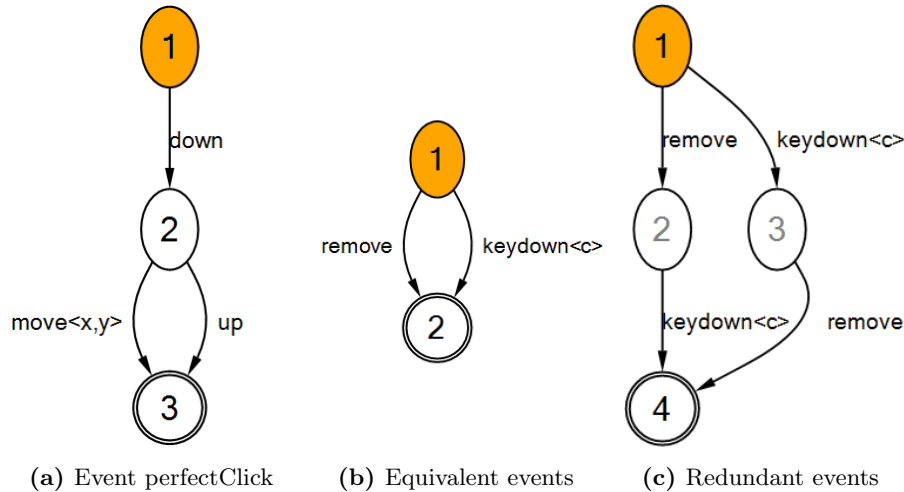 1
down
2
move<x,y>
up
3
(a) Event perfectClick
1
remove
keydown<c>
2
(b) Equivalent events
1
remove
keydown<c>
2
3
keydown<c>
remove
4
(c) Redundant events